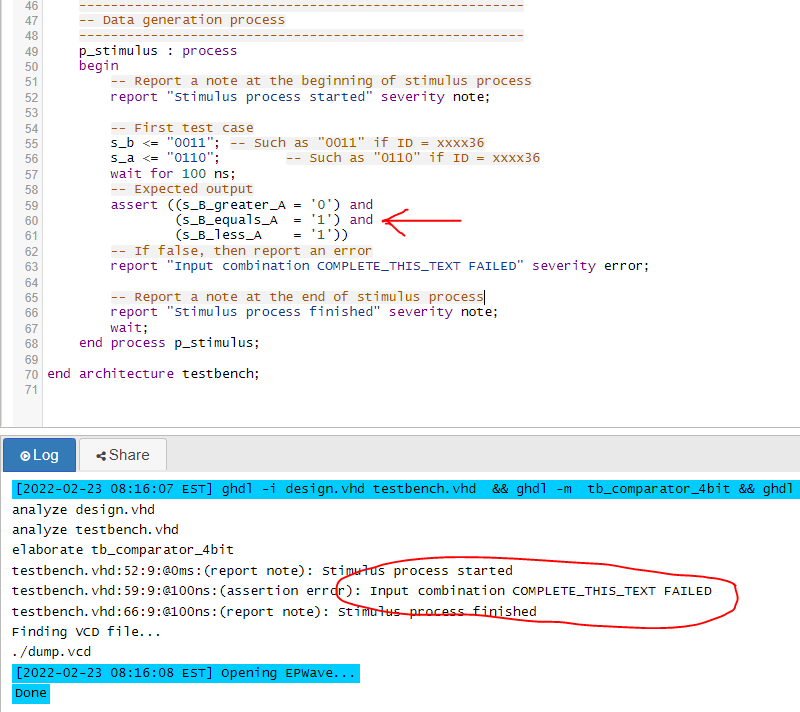 46 --------------------------------------------------------
47 -- Data generation process
48 --------------------------------------------------------
49 p_stimulus : process
50 begin
51 -- Report a note at the beginning of stimulus process
52 report "Stimulus process started" severity note;
53
54 -- First test case
55 s_b <= "0011"; -- Such as "0011" if ID = xxxx36
56 s_a <= "0110"; -- Such as "0110" if ID = xxxx36
57 wait for 100 ns;
58 -- Expected output
59 assert ((s_B_greater_A = '0') and
60 (s_B_equals_A = '1') and
61 (s_B_less_A = '1'))
62 -- If false, then report an error
63 report "Input combination COMPLETE_THIS_TEXT FAILED" severity error;
64
65 -- Report a note at the end of stimulus process
66 report "Stimulus process finished" severity note;
67 wait;
68 end process p_stimulus;
69
70 end architecture testbench;
71
Log Share
[2022-02-23 08:16:07 EST] ghdl -i design.vhd testbench.vhd && ghdl -m tb_comparator_4bit && ghdl
analyze design.vhd
analyze testbench.vhd
elaborate tb_comparator_4bit
testbench.vhd:52:9:@0ms:(report note): Stimulus process started
testbench.vhd:59:9:@100ns:(assertion error): Input combination COMPLETE_THIS_TEXT FAILED
testbench.vhd:66:9:@100ns:(report note): Stimulus process finished
Finding VCD file...
./dump.vcd
[2022-02-23 08:16:08 EST] Opening EPWave...
Done